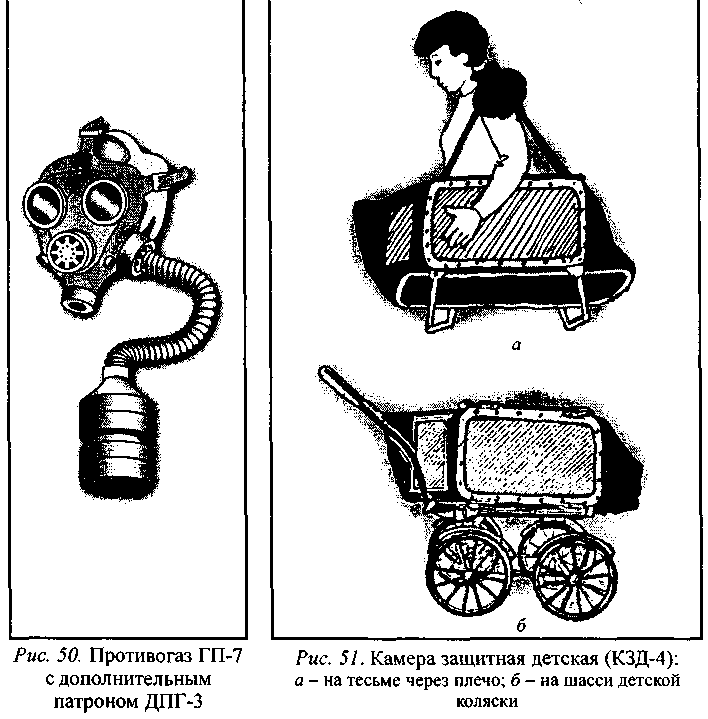 Рис. 50. Противогаз ГП-7
с дополнительным
патроном ДПГ-3
а
б
Рис. 51. Камера защитная детская (КЗД-4):
а – на тесьме через плечо; б – на шасси детской
коляски